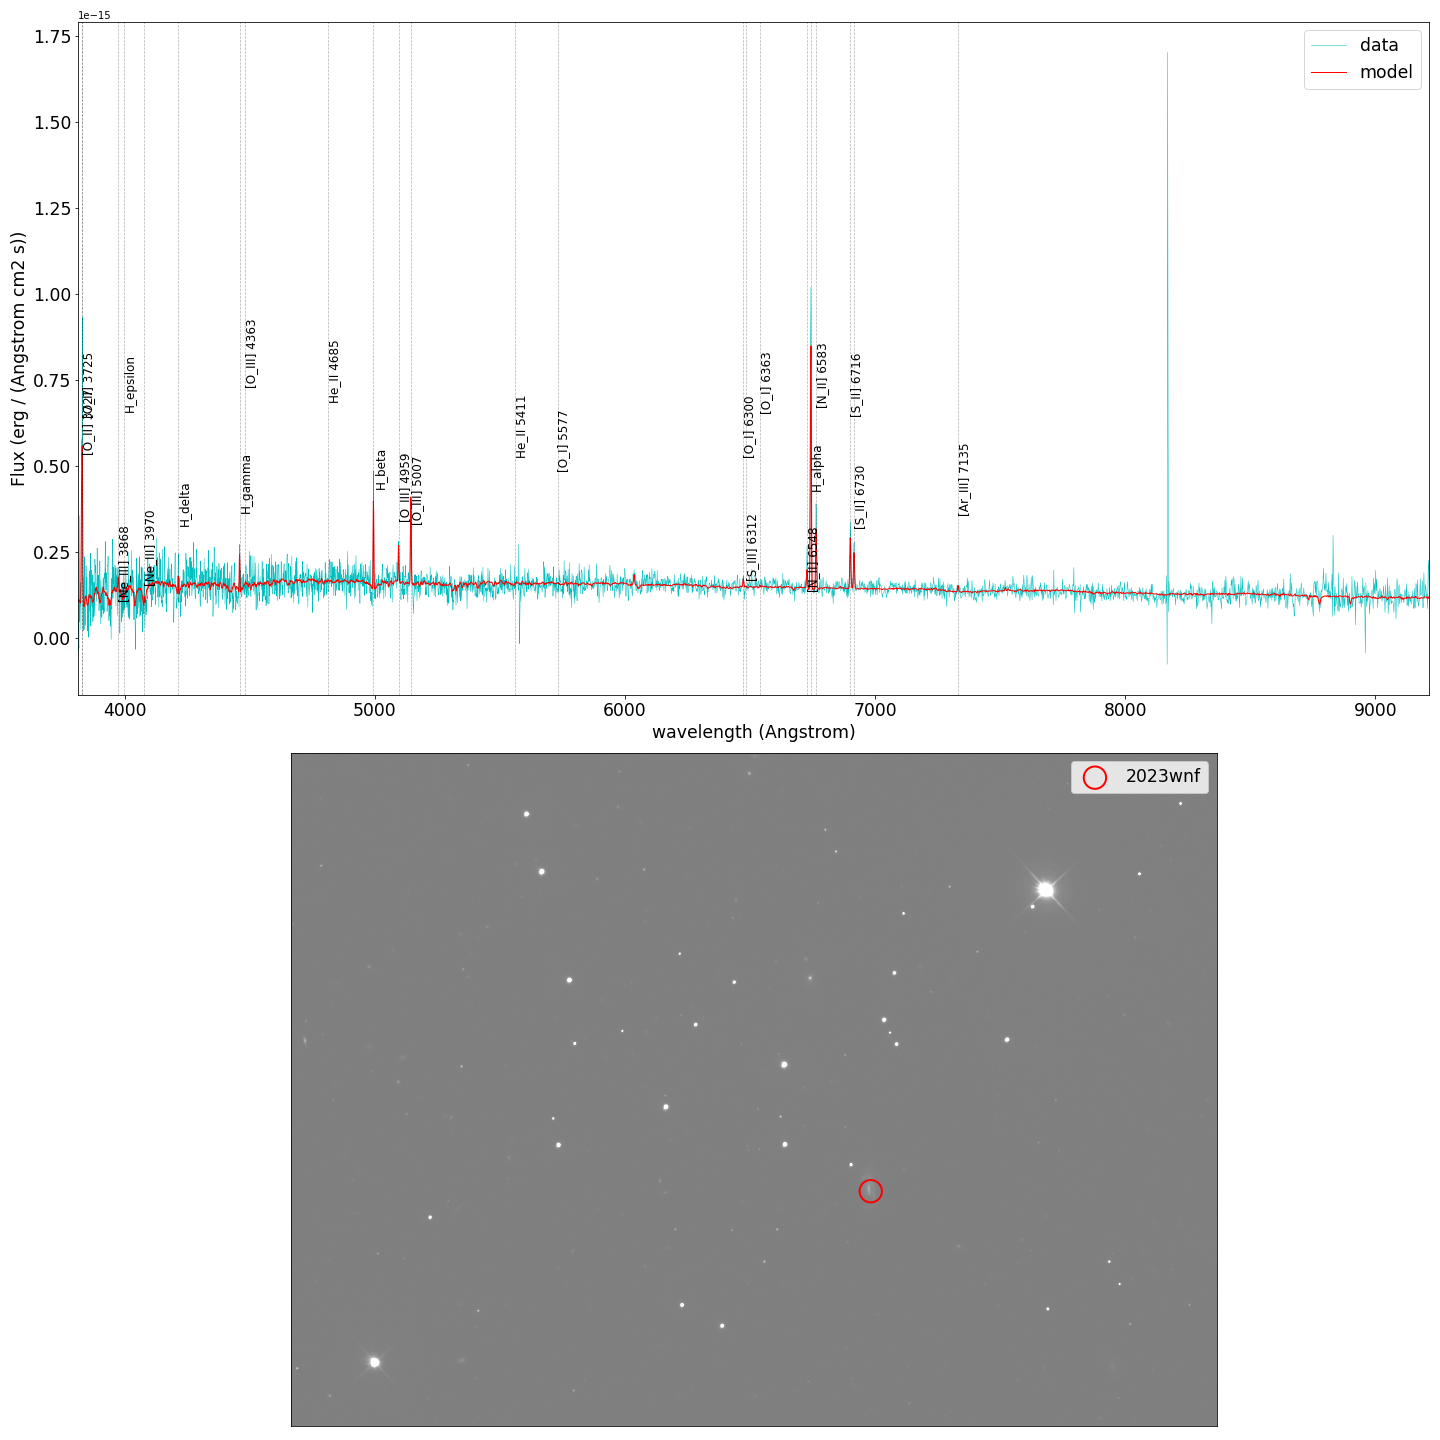 1e−15
1.75
1.50
1.25
1.00
0.75
0.50
0.25
0.00
Flux (erg / (Angstrom cm2 s))
data
model
[O_II] 3725
[O_II] 3727
[Ne_III] 3868
H_epsilon
[Ne_III] 3970
H_delta
H_gamma
[O_III] 4363
He_II 4685
H_beta
[O_III] 4959
[O_III] 5007
He_II 5411
[O_I] 5577
[O_I] 6300
[S_III] 6312
[O_I] 6363
[N_II] 6548
H_alpha
[N_II] 6583
[S_II] 6716
[S_II] 6730
[Ar_III] 7135
4000 5000 6000 7000 8000 9000
wavelength (Angstrom)
2023wnf